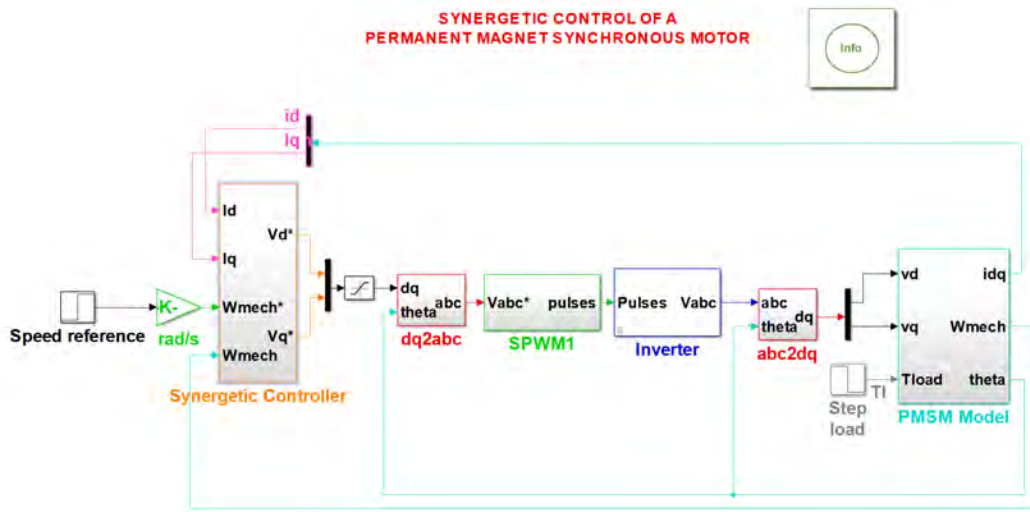 SYNERGETIC CONTROL OF A
PERMANENT MAGNET SYNCHRONOUS MOTOR
Info
id
Iq
Id
Vd*
Iq
Wmech*
Vq*
Wmech
Synergetic Controller
Speed reference
K-
rad/s
dq
abc
theta
dq2abc
Vabc*
pulses
SPWM1
Pulses
Vabc
Inverter
abc
dq
theta
abc2dq
vd
idq
vq
Wmech
Tload
theta
PMSM Model
Tl
Step
load